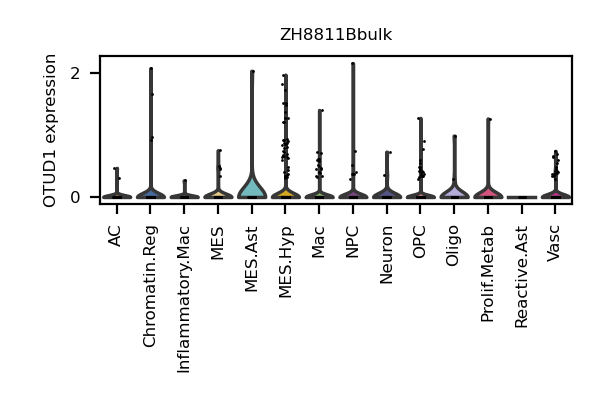 ZH8811Bbulk
OTUD1 expression
2
0
AC
Chromatin.Reg
Inflammatory.Mac
MES
MES.Ast
MES.Hyp
Mac
NPC
Neuron
OPC
Oligo
Prolif.Metab
Reactive.Ast
Vasc